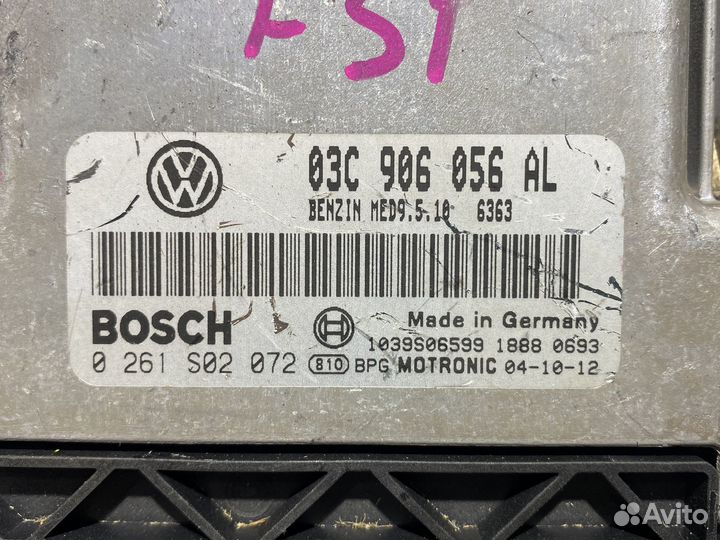 FSI
VW
03C 906 056 AL
BENZIN MED9.5.10 6363
BOSCH
Made in Germany
1039S06599 1888 0693
0 261 S02 072 810 BPG MOTRONIC 04-10-12
Avito